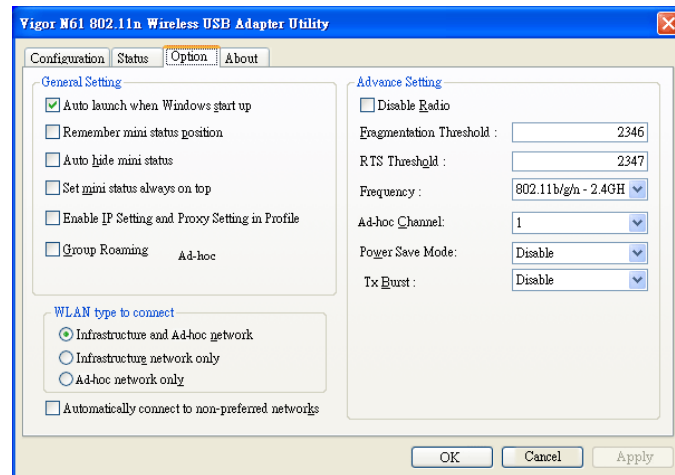 Vigor N61 802.11n Wireless USB Adapter Utility
Configuration Status Option About
General Setting
Auto launch when Windows start up
Remember mini status position
Auto hide mini status
Set mini status always on top
Enable IP Setting and Proxy Setting in Profile
Group Roaming Ad-hoc
WLAN type to connect
Infrastructure and Ad-hoc network
Infrastructure network only
Ad-hoc network only
Automatically connect to non-preferred networks
Advance Setting
Disable Radio
Fragmentation Threshold : 2346
RTS Threshold : 2347
Frequency : 802.11b/g/n - 2.4GH
Ad-hoc Channel: 1
Power Save Mode: Disable
Tx Burst : Disable
OK Cancel Apply